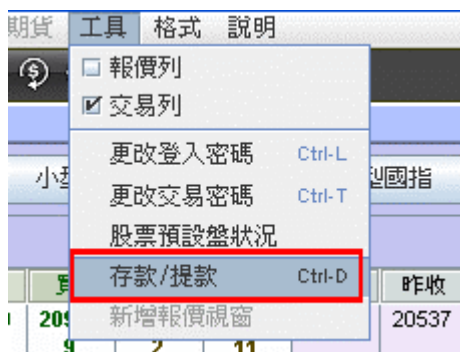 期貨 工具 格式 說明
報價列
交易列
更改登入密碼 Ctrl-L
小型國指
更改交易密碼 Ctrl-T
股票預設盤狀況
存款/提款 Ctrl-D
昨收
新增報價視窗
20537
2 11